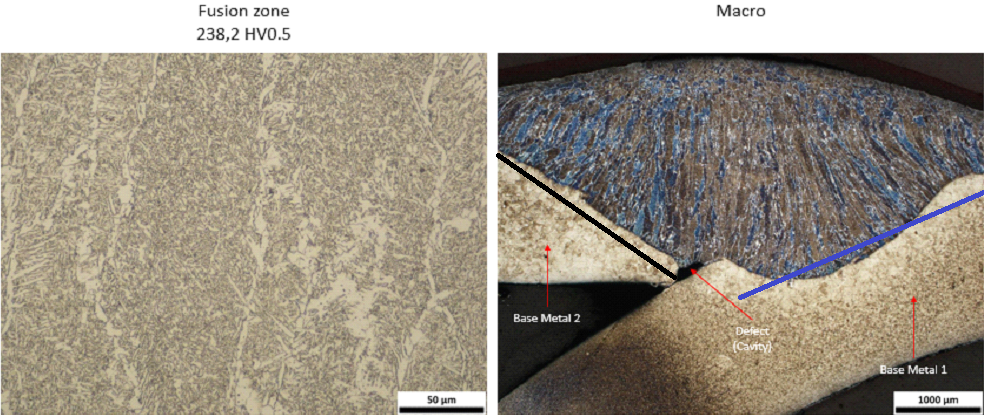 Fusion zone
238,2 HV0.5
Macro
Base Metal 2
Defect
(Cavity)
Base Metal 1
50 µm
1000 µm